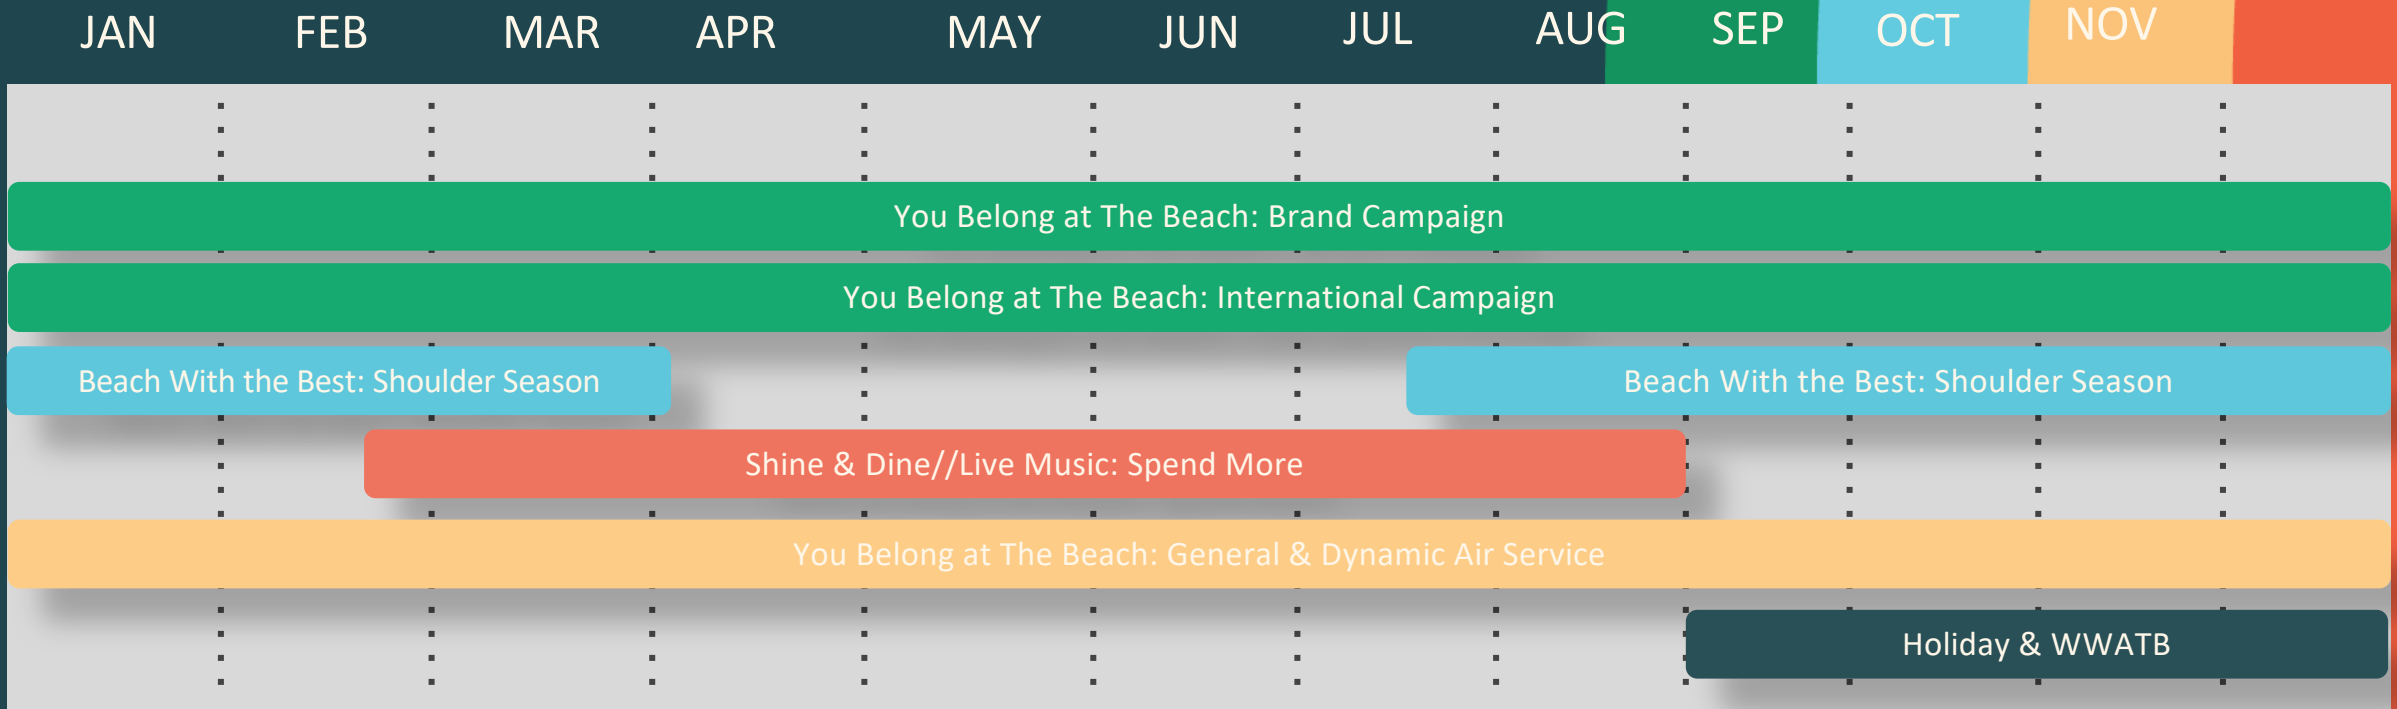 JAN FEB MAR APR MAY JUN JUL AUG SEP OCT NOV
You Belong at The Beach: Brand Campaign
You Belong at The Beach: International Campaign
Beach With the Best: Shoulder Season Beach With the Best: Shoulder Season
Shine & Dine//Live Music: Spend More
You Belong at The Beach: General & Dynamic Air Service
Holiday & WWATB